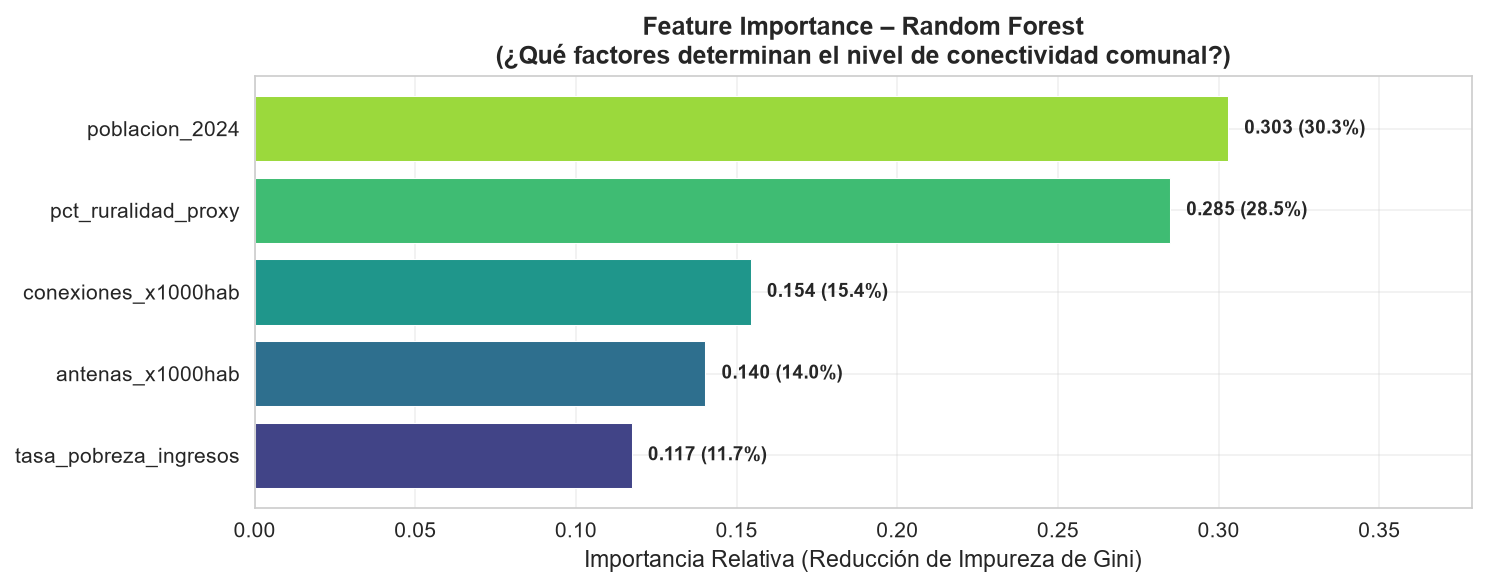 Feature Importance – Random Forest
(¿Qué factores determinan el nivel de conectividad comunal?)
poblacion_2024
0.303 (30.3%)
pct_ruralidad_proxy
0.285 (28.5%)
conexiones_x1000hab
0.154 (15.4%)
antenas_x1000hab
0.140 (14.0%)
tasa_pobreza_ingresos
0.117 (11.7%)
0.00 0.05 0.10 0.15 0.20 0.25 0.30 0.35
Importancia Relativa (Reducción de Impureza de Gini)